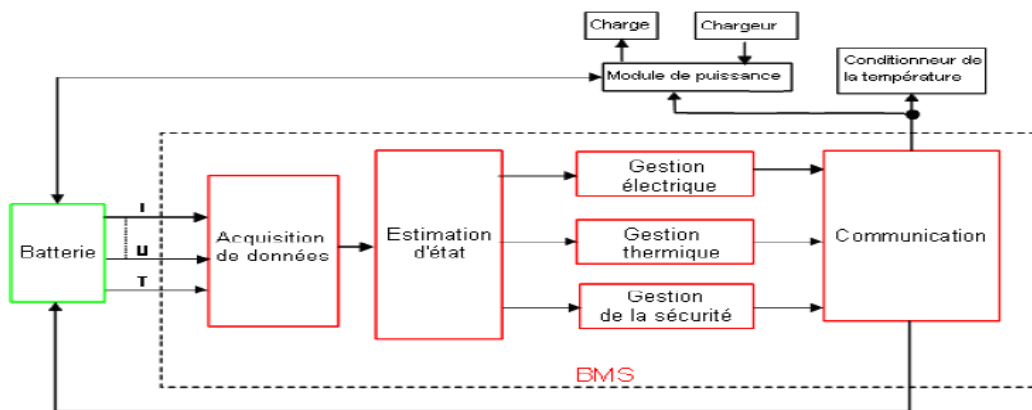 Charge
Chargeur
Module de puissance
Conditionneur de
la température
Batterie
I
U
T
Acquisition
de données
Estimation
d'état
Gestion
électrique
Gestion
thermique
Gestion
de la sécurité
Communication
BMS